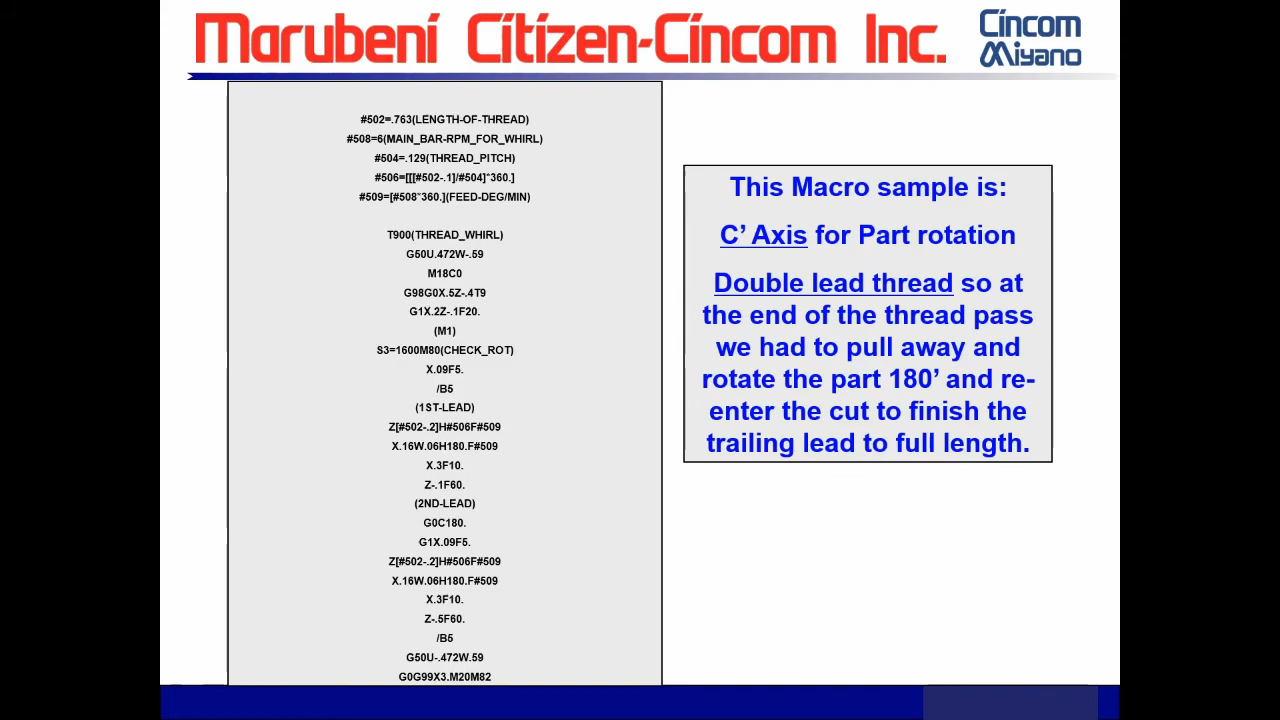 Marubeni Citizen-Cincom Inc.
Cincom
Miyano
#502=.763(LENGTH-OF-THREAD)
#508=6(MAIN_BAR-RPM_FOR_WHIRL)
#504=.129(THREAD_PITCH)
#506=[[[#502-.1]/#504]*360.]
#509=[#508*360.](FEED-DEG/MIN)
T900(THREAD_WHIRL)
G50U.472W-.59
M18C0
G98G0X.5Z-.4T9
G1X.2Z-.1F20.
(M1)
S3=1600M80(CHECK_ROT)
X.09F5.
/B5
(1ST-LEAD)
Z[#502-.2]H#506F#509
X.16W.06H180.F#509
X.3F10.
Z-.1F60.
(2ND-LEAD)
G0C180.
G1X.09F5.
Z[#502-.2]H#506F#509
X.16W.06H180.F#509
X.3F10.
Z-.5F60.
/B5
G50U-.472W.59
G0G99X3.M20M82
This Macro sample is:
C’ Axis for Part rotation
Double lead thread so at
the end of the thread pass
we had to pull away and
rotate the part 180’ and re-
enter the cut to finish the
trailing lead to full length.